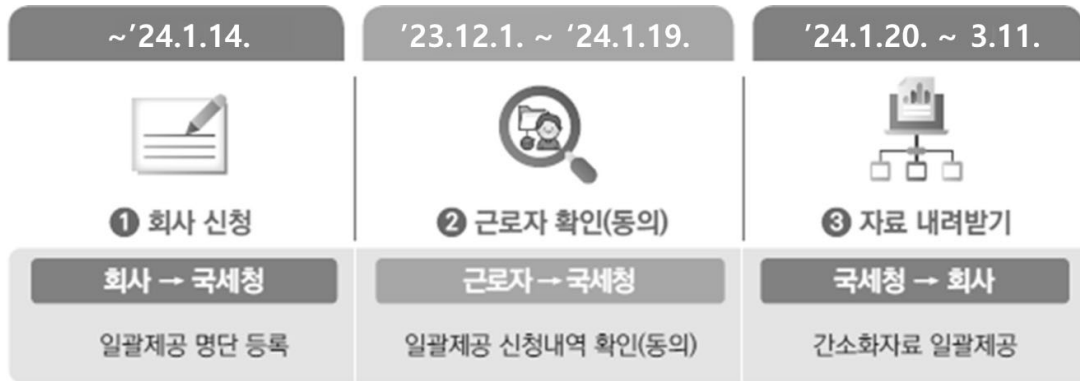 ~’24.1.14.
’23.12.1. ~ ‘24.1.19.
’24.1.20. ~ 3.11.
❶ 회사 신청
❷ 근로자 확인(동의)
❸ 자료 내려받기
회사 → 국세청
근로자 → 국세청
국세청 → 회사
일괄제공 명단 등록
일괄제공 신청내역 확인(동의)
간소화자료 일괄제공